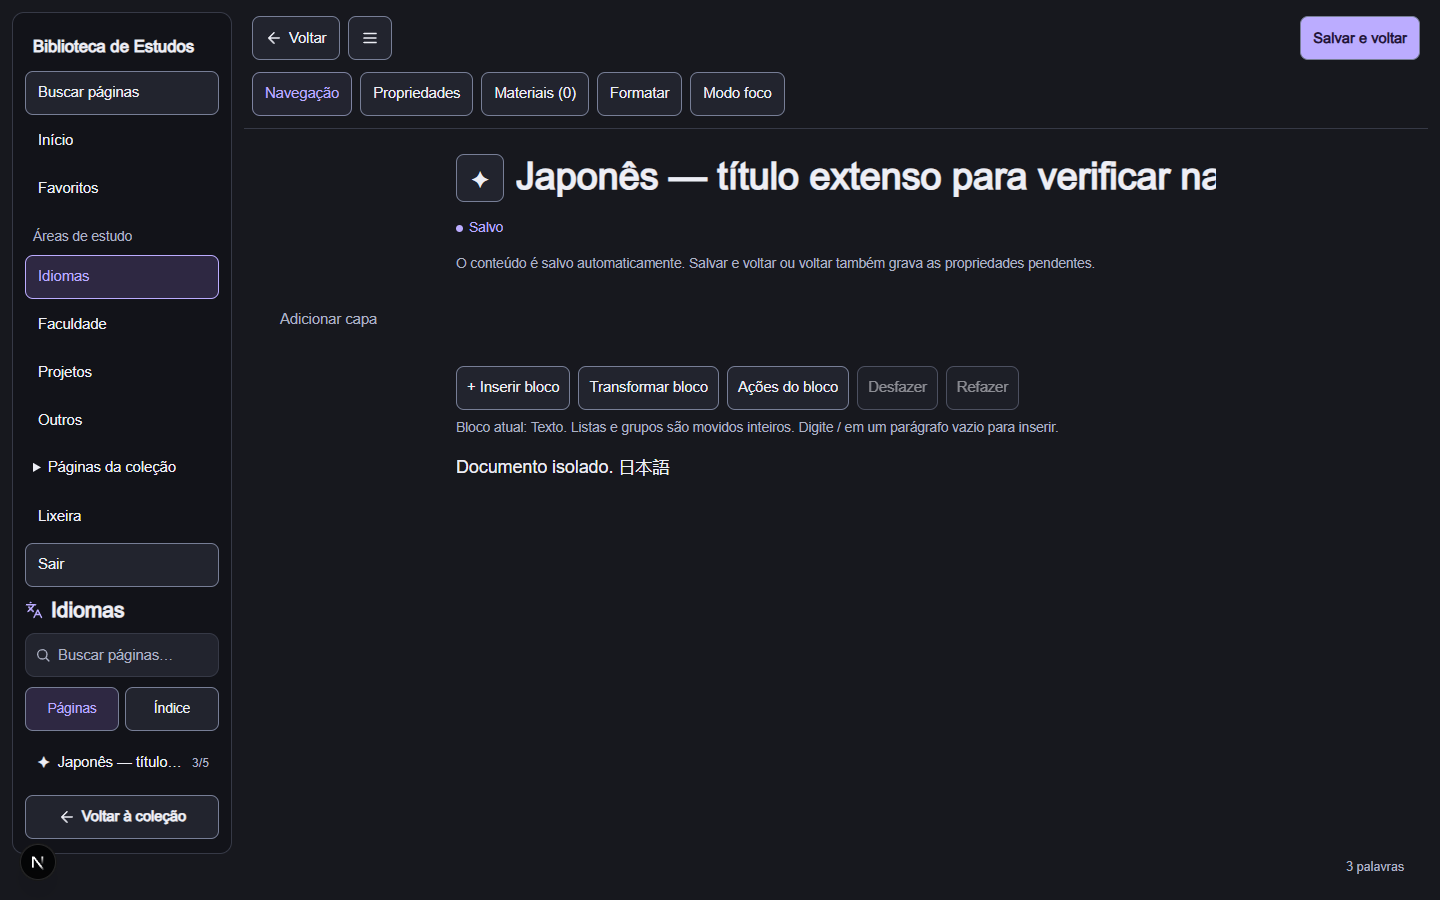 Biblioteca de Estudos
Buscar páginas
Início
Favoritos
Áreas de estudo
Idiomas
Faculdade
Projetos
Outros
Páginas da coleção
Lixeira
Sair
Idiomas
Buscar páginas...
Páginas
Índice
Japonês — título... 3/5
Voltar à coleção
N
Voltar
Salvar e voltar
Navegação
Propriedades
Materiais (0)
Formatar
Modo foco
Japonês — título extenso para verificar na
Salvo
O conteúdo é salvo automaticamente. Salvar e voltar ou voltar também grava as propriedades pendentes.
Adicionar capa
+ Inserir bloco
Transformar bloco
Ações do bloco
Desfazer
Refazer
Bloco atual: Texto. Listas e grupos são movidos inteiros. Digite / em um parágrafo vazio para inserir.
Documento isolado. 日本語
3 palavras